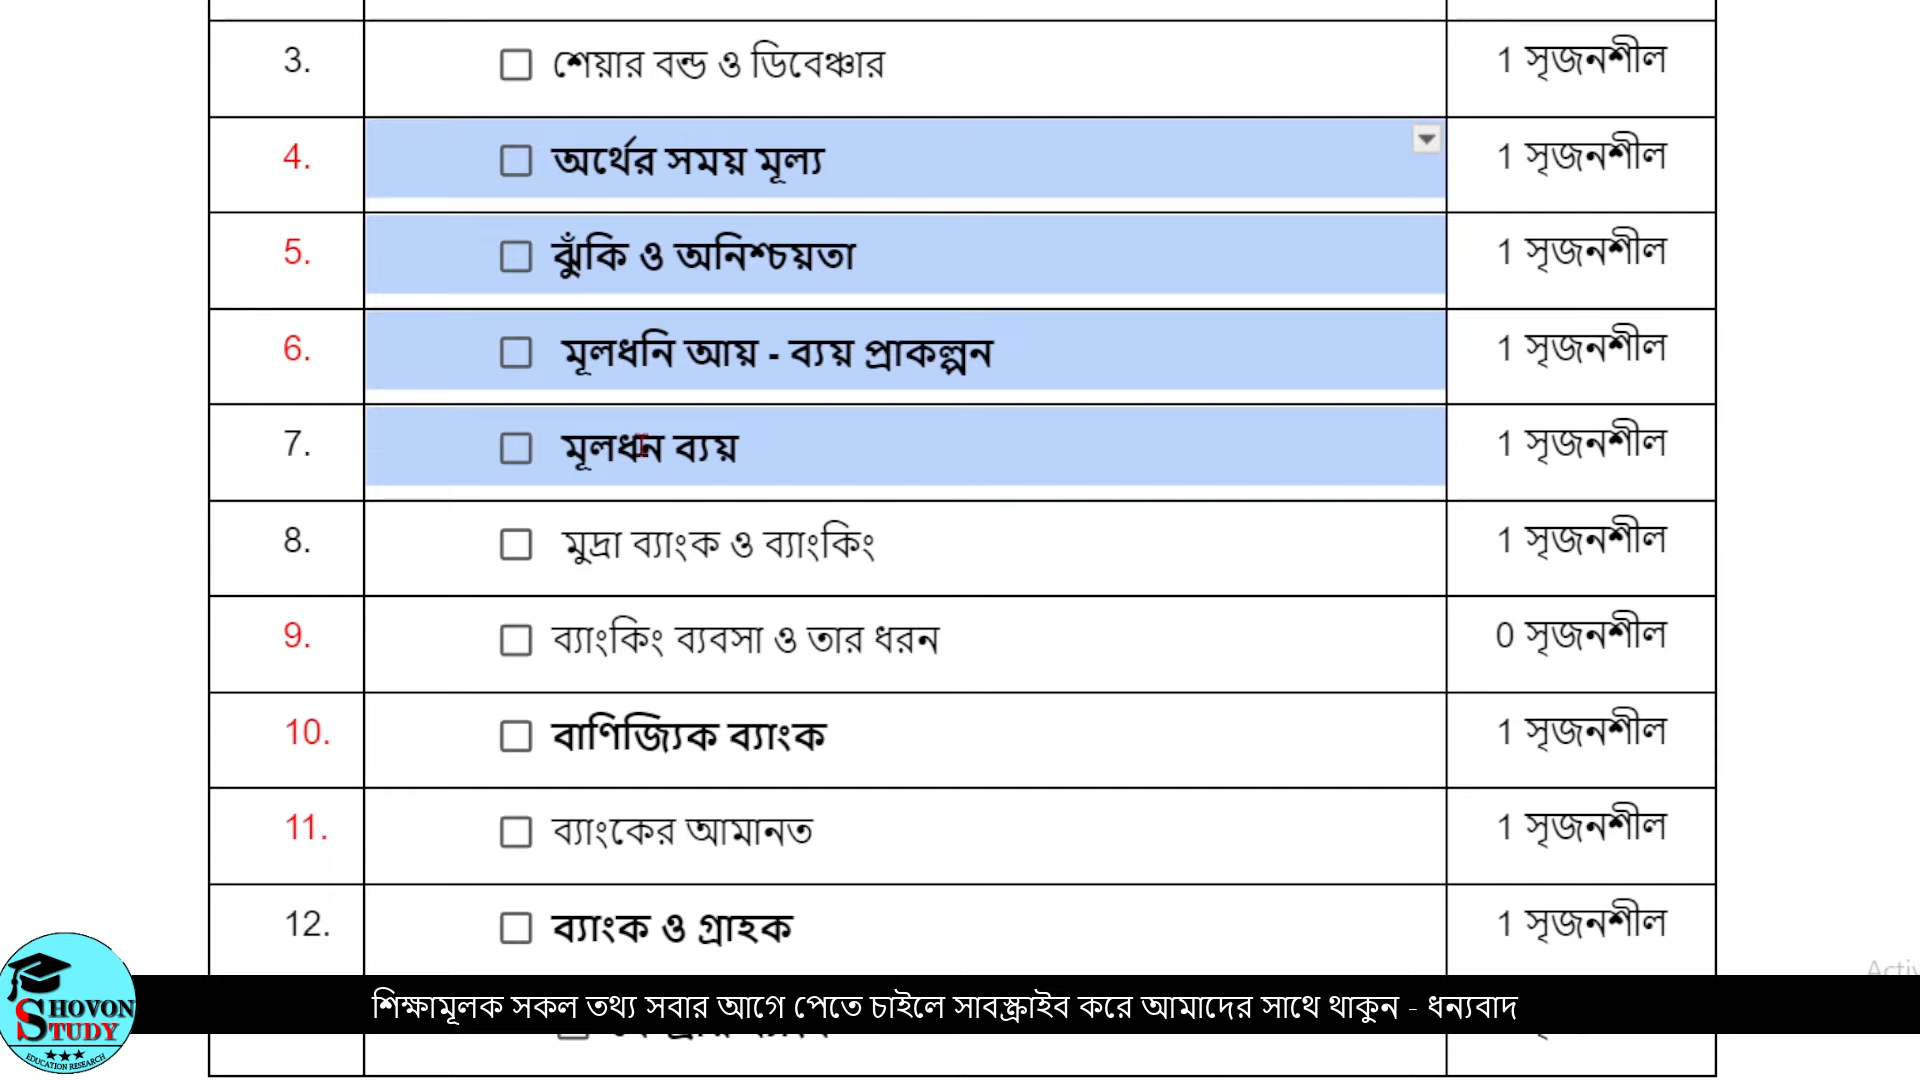 3. শেয়ার বন্ড ও ডিবেঞ্চার 1 সৃজনশীল
4. অর্থের সময় মূল্য 1 সৃজনশীল
5. ঝুঁকি ও অনিশ্চয়তা 1 সৃজনশীল
6. মূলধনি আয় - ব্যয় প্রাকল্পন 1 সৃজনশীল
7. মূলধন ব্যয় 1 সৃজনশীল
8. মুদ্রা ব্যাংক ও ব্যাংকিং 1 সৃজনশীল
9. ব্যাংকিং ব্যবসা ও তার ধরন 0 সৃজনশীল
10. বাণিজ্যিক ব্যাংক 1 সৃজনশীল
11. ব্যাংকের আমানত 1 সৃজনশীল
12. ব্যাংক ও গ্রাহক 1 সৃজনশীল
Activ
SHOVON
STUDY
EDUCATION RESEARCH
শিক্ষামূলক সকল তথ্য সবার আগে পেতে চাইলে সাবস্ক্রাইব করে আমাদের সাথে থাকুন - ধন্যবাদ